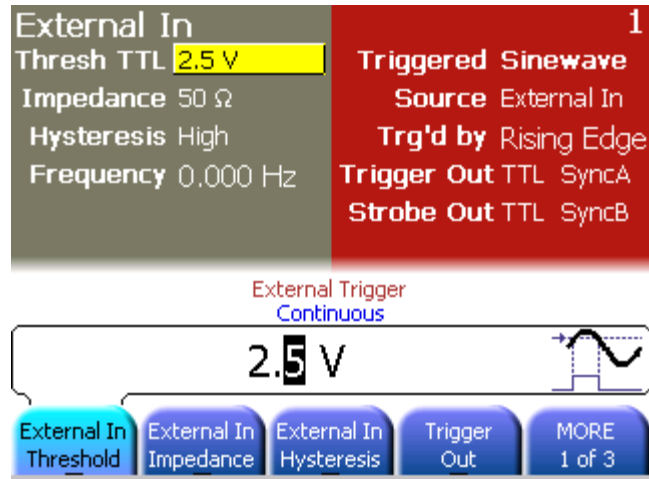 External In
Thresh TTL 2.5 V
Impedance 50 Ω
Hysteresis High
Frequency 0.000 Hz
1
Triggered Sinewave
Source External In
Trg'd by Rising Edge
Trigger Out TTL SyncA
Strobe Out TTL SyncB
External Trigger
Continuous
2.5 V
External In Threshold
External In Impedance
External In Hysteresis
Trigger Out
MORE 1 of 3